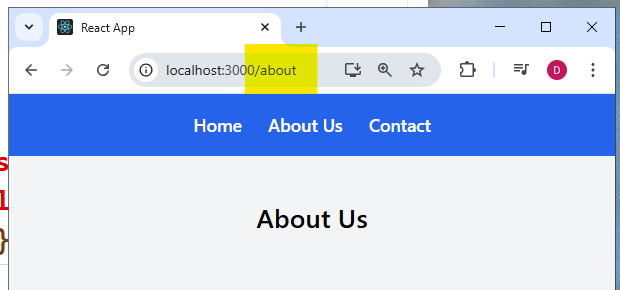 React App
localhost:3000/about
D
Home About Us Contact
s
l
}
About Us